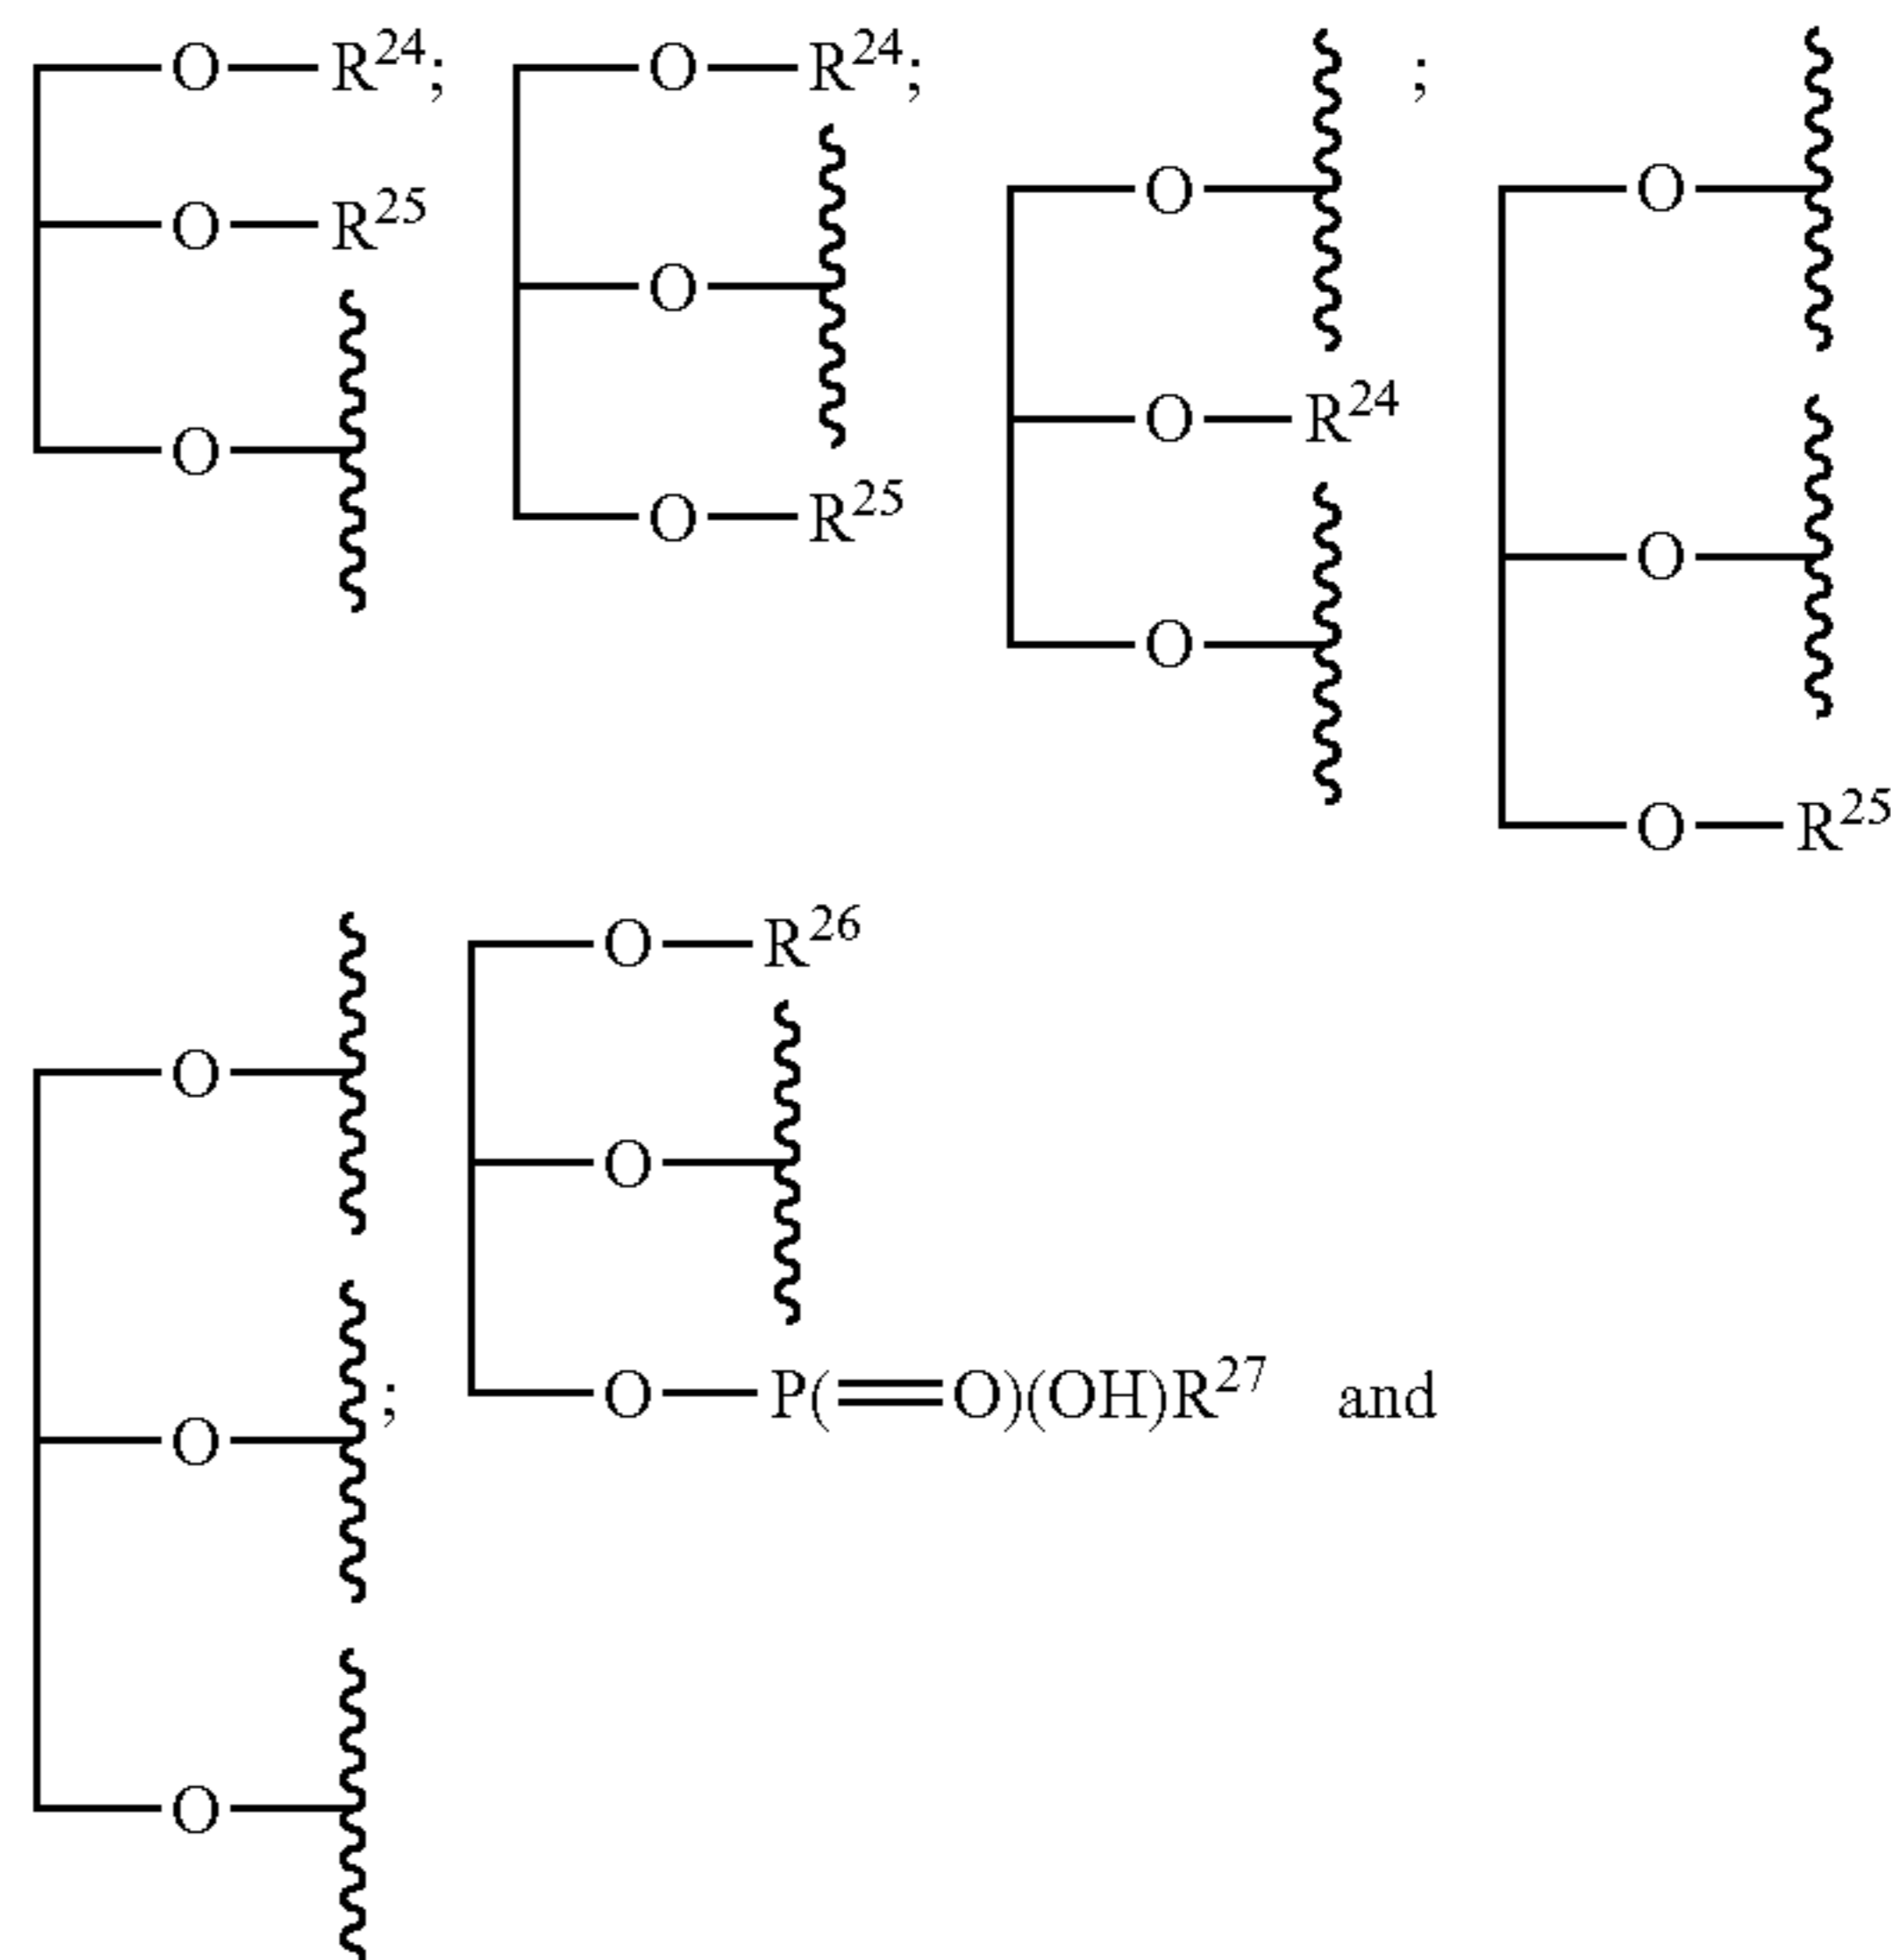 O—R²⁴; O—R²⁴; ;
O O
O—R²⁵
O
O—R²⁴
O
O—R²⁵ O
O
O—R²⁵
O—R²⁶
O
O
O—P(=O)(OH)R²⁷ and
O ;
O